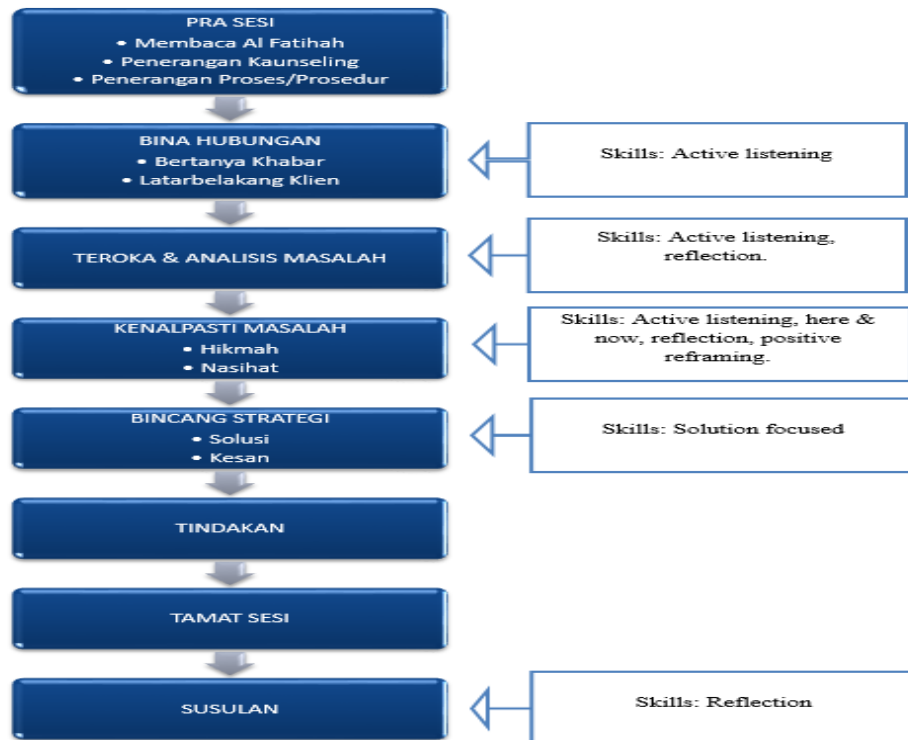 PRA SESI
• Membaca Al Fatihah
• Penerangan Kaunseling
• Penerangan Proses/Prosedur
BINA HUBUNGAN
• Bertanya Khabar
• Latarbelakang Klien
Skills: Active listening
TEROKA & ANALISIS MASALAH
Skills: Active listening,
reflection.
KENALPASTI MASALAH
• Hikmah
• Nasihat
Skills: Active listening, here &
now, reflection, positive
reframing.
BINCANG STRATEGI
• Solusi
• Kesan
Skills: Solution focused
TINDAKAN
TAMAT SESI
SUSULAN
Skills: Reflection